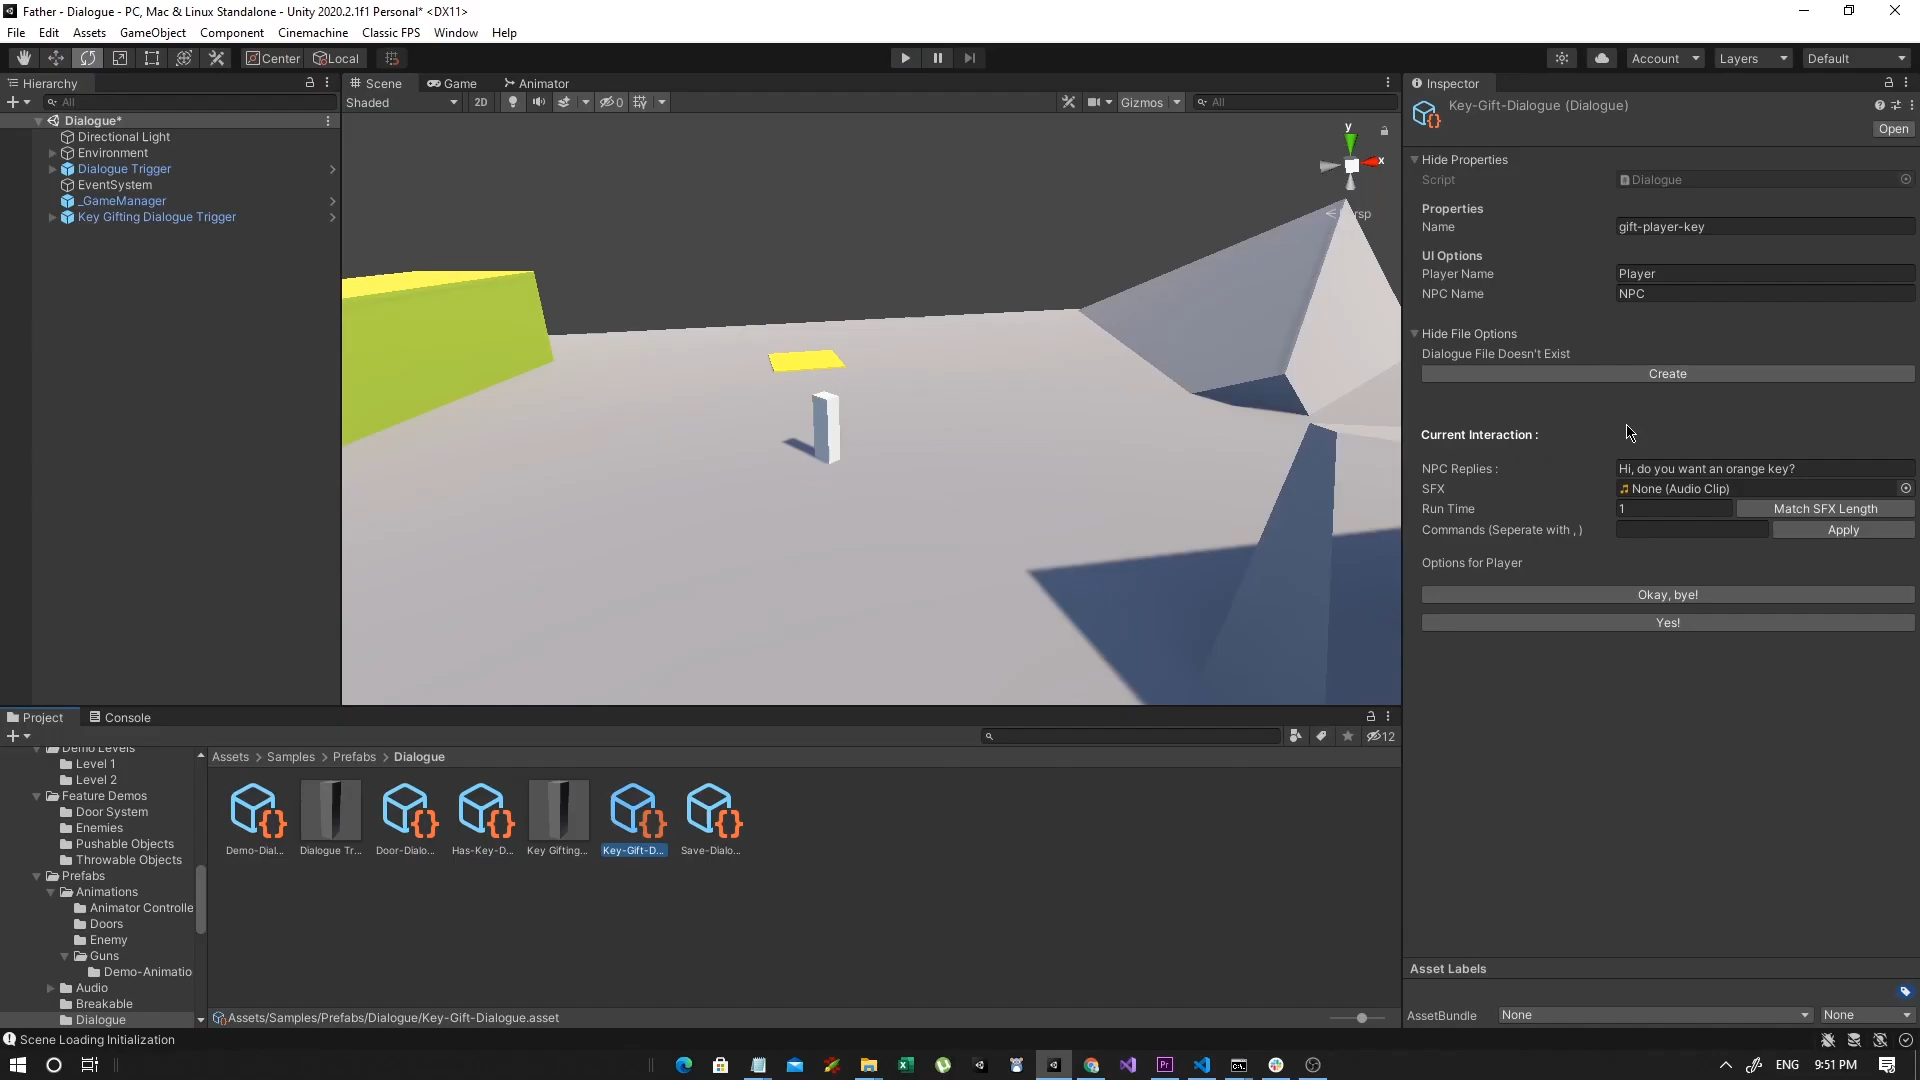 Father - Dialogue - PC, Mac & Linux Standalone - Unity 2020.2.1f1 Personal* <DX11>
File Edit Assets GameObject Component Cinemachine Classic FPS Window Help
Center Local Account Layers Default
Hierarchy
All
Dialogue*
Directional Light
Environment
Dialogue Trigger
EventSystem
_GameManager
Key Gifting Dialogue Trigger
Scene Game Animator
Shaded 2D 0 Gizmos All
y
x
Inspector
Key-Gift-Dialogue (Dialogue)
Open
Hide Properties
Script Dialogue
Properties
Name gift-player-key
UI Options
Player Name Player
NPC Name NPC
Hide File Options
Dialogue File Doesn't Exist
Create
Current Interaction :
NPC Replies : Hi, do you want an orange key?
SFX None (Audio Clip)
Run Time 1 Match SFX Length
Commands (Seperate with , ) Apply
Options for Player
Okay, bye!
Yes!
Asset Labels
AssetBundle None None
Project Console
12
Demo Levels
Level 1
Level 2
Feature Demos
Door System
Enemies
Pushable Objects
Throwable Objects
Prefabs
Animations
Animator Controlle
Doors
Enemy
Guns
Demo-Animatio
Audio
Breakable
Dialogue
Assets > Samples > Prefabs > Dialogue
Demo-Dial... Dialogue Tr... Door-Dialo... Has-Key-D... Key Gifting... Key-Gift-D... Save-Dialo...
Assets/Samples/Prefabs/Dialogue/Key-Gift-Dialogue.asset
Scene Loading Initialization
ENG 9:51 PM